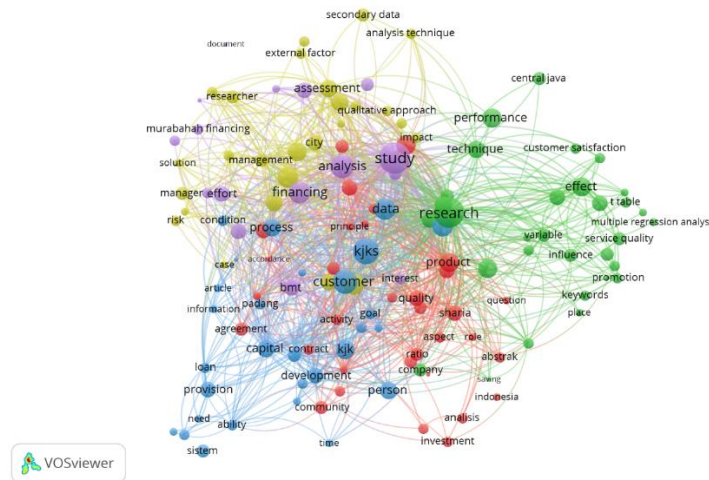 secondary data
analysis technique
document
external factor
central java
researcher
assessment
qualitative approach
performance
murabahan financing
city
impact
technique
customer satisfaction
solution
management
analysis
study
manager
effort
financing
effect
t table
risk
condition
process
data
research
multiple regression analys
principle
variable
service quality
case
accordance
kjks
product
influence
article
customer
interest
promotion
bmt
keywords
information
padang
goal
quality
question
place
agreement
activity
sharia
capital
contract
kjk
aspect
role
ratio
abstrak
loan
development
company
saving
provision
person
indonesia
community
need
ability
analisis
sistem
time
investment
VOSviewer